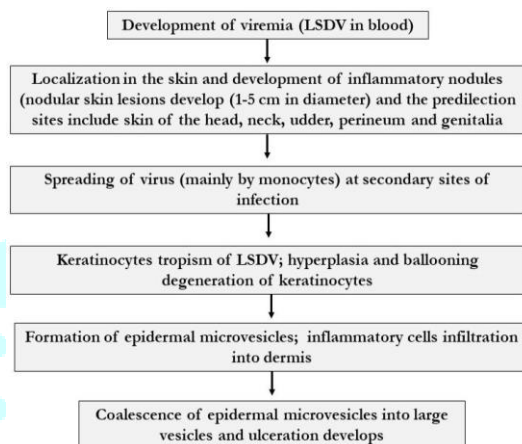 Development of viremia (LSDV in blood)
Localization in the skin and development of inflammatory nodules
(nodular skin lesions develop (1-5 cm in diameter) and the predilection
sites include skin of the head, neck, udder, perineum and genitalia
Spreading of virus (mainly by monocytes) at secondary sites of
infection
Keratinocytes tropism of LSDV; hyperplasia and ballooning
degeneration of keratinocytes
Formation of epidermal microvesicles; inflammatory cells infiltration
into dermis
Coalescence of epidermal microvesicles into large
vesicles and ulceration develops